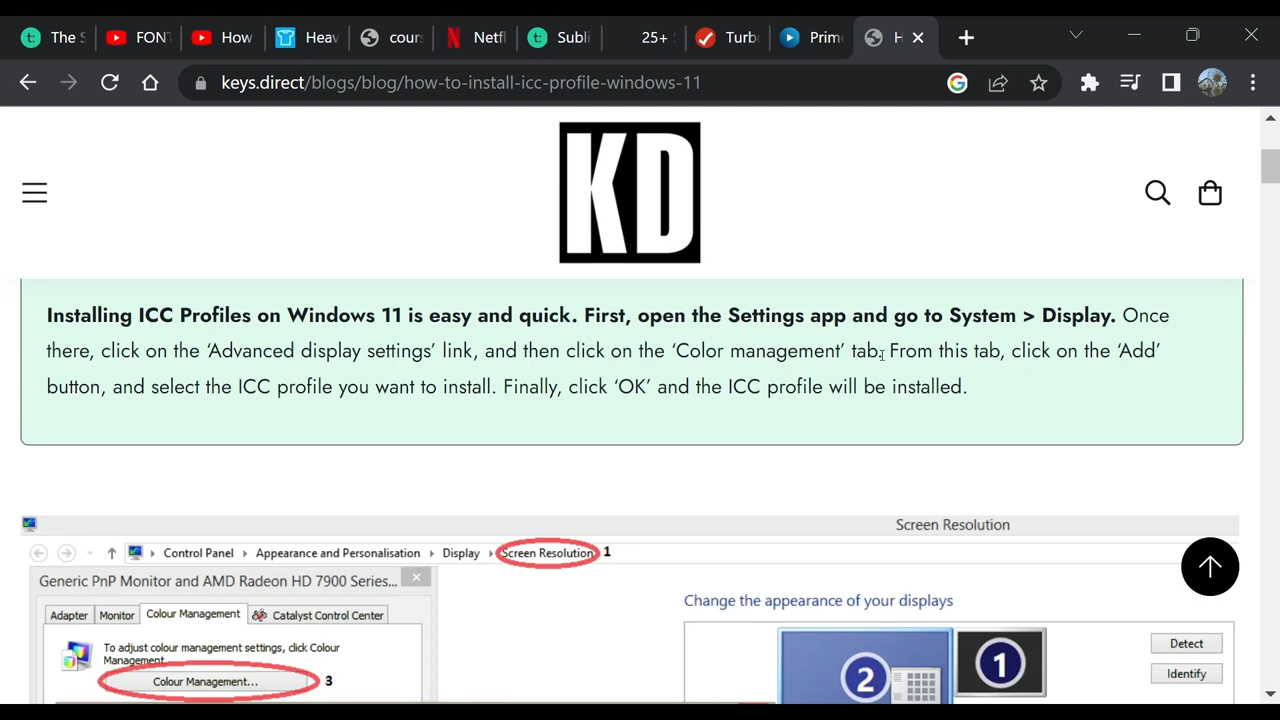 The S
FON
How
Heav
cour
Netfl
Subli
25+
Turb
Prim
H
keys.direct/blogs/blog/how-to-install-icc-profile-windows-11
KD
Installing ICC Profiles on Windows 11 is easy and quick. First, open the Settings app and go to System > Display. Once
there, click on the ‘Advanced display settings’ link, and then click on the ‘Color management’ tab. From this tab, click on the ‘Add’
button, and select the ICC profile you want to install. Finally, click ‘OK’ and the ICC profile will be installed.
Screen Resolution
Control Panel Appearance and Personalisation Display Screen Resolution 1
Generic PnP Monitor and AMD Radeon HD 7900 Series...
Change the appearance of your displays
Adapter Monitor Colour Management Catalyst Control Center
To adjust colour management settings, click Colour
Management.
Colour Management... 3
2 1
Detect
Identify